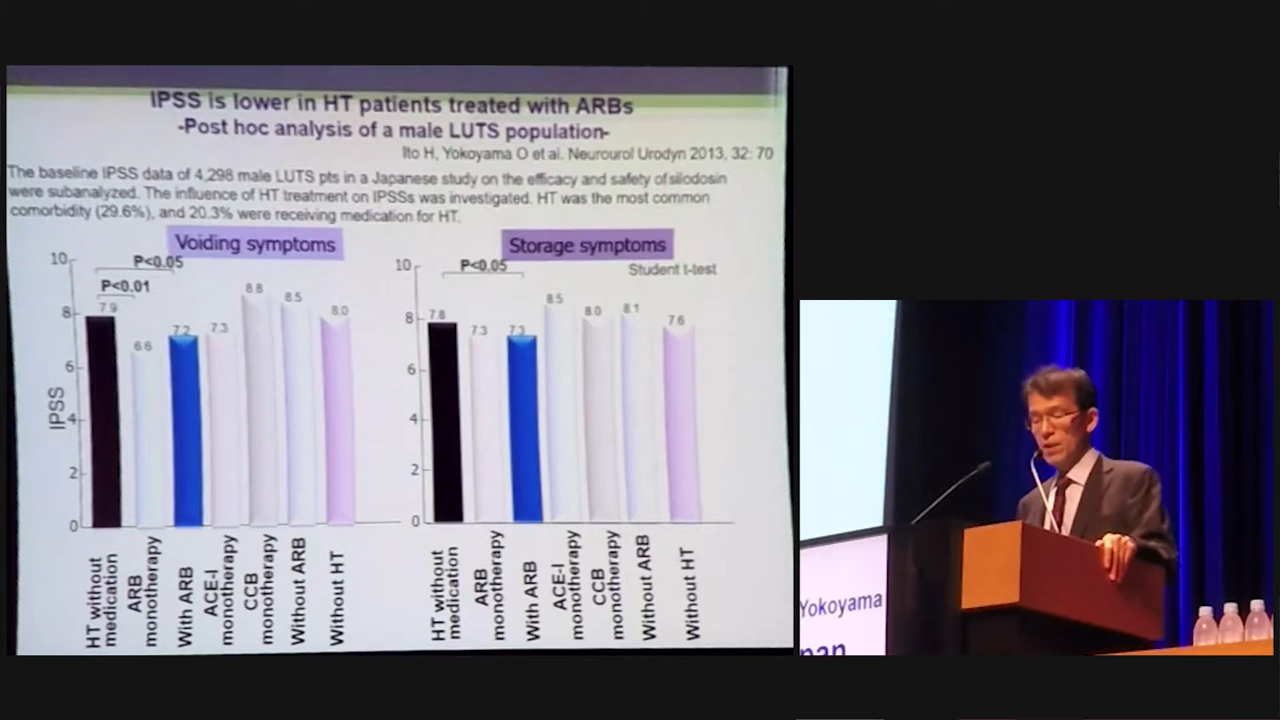 IPSS is lower in HT patients treated with ARBs
-Post hoc analysis of a male LUTS population-
Ito H, Yokoyama O et al. Neurourol Urodyn 2013, 32: 70
The baseline IPSS data of 4,298 male LUTS pts in a Japanese study on the efficacy and safety of silodosin
were subanalyzed. The influence of HT treatment on IPSSs was investigated. HT was the most common
comorbidity (29.6%), and 20.3% were receiving medication for HT.
Voiding symptoms
P<0.05
P<0.01
IPSS
10
8
6
4
2
0
7.9
6.6
7.2
7.3
8.8
8.5
8.0
HT without
medication
ARB
monotherapy
With ARB
ACE-I
monotherapy
CCB
monotherapy
Without ARB
Without HT
Storage symptoms
Student t-test
P<0.05
10
8
6
4
2
0
7.8
7.3
7.3
8.5
8.0
8.1
7.6
HT without
medication
ARB
monotherapy
With ARB
ACE-I
monotherapy
CCB
monotherapy
Without ARB
Without HT
Yokoyama
pan